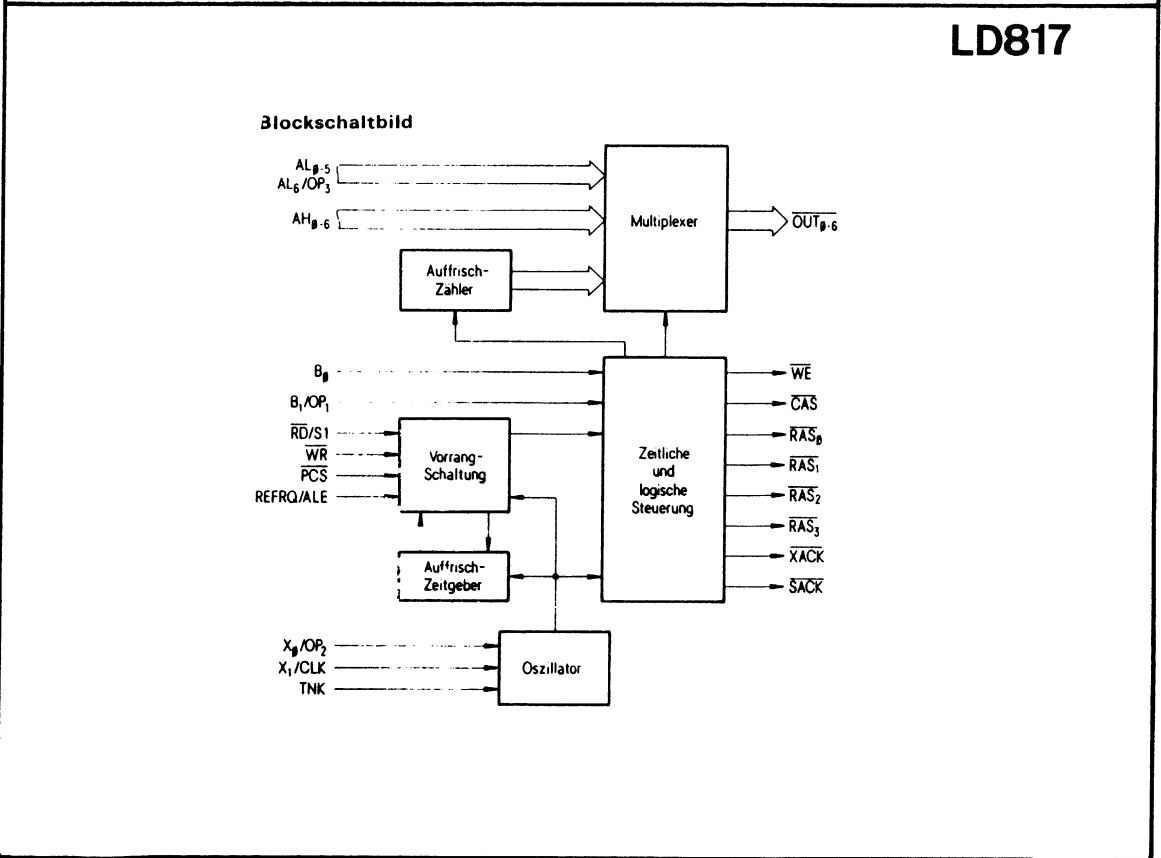 LD817
Blockschaltbild
AL0-5
AL6/OP3
AH0-6
Multiplexer
OUT0-6
Auffrisch-
Zähler
B0
B1/OP1
RD/S1
WR
PCS
REFRQ/ALE
Vorrang-
Schaltung
Auffrisch-
Zeitgeber
Zeitliche
und
logische
Steuerung
WE
CAS
RAS0
RAS1
RAS2
RAS3
XACK
SACK
X0/OP2
X1/CLK
TNK
Oszillator